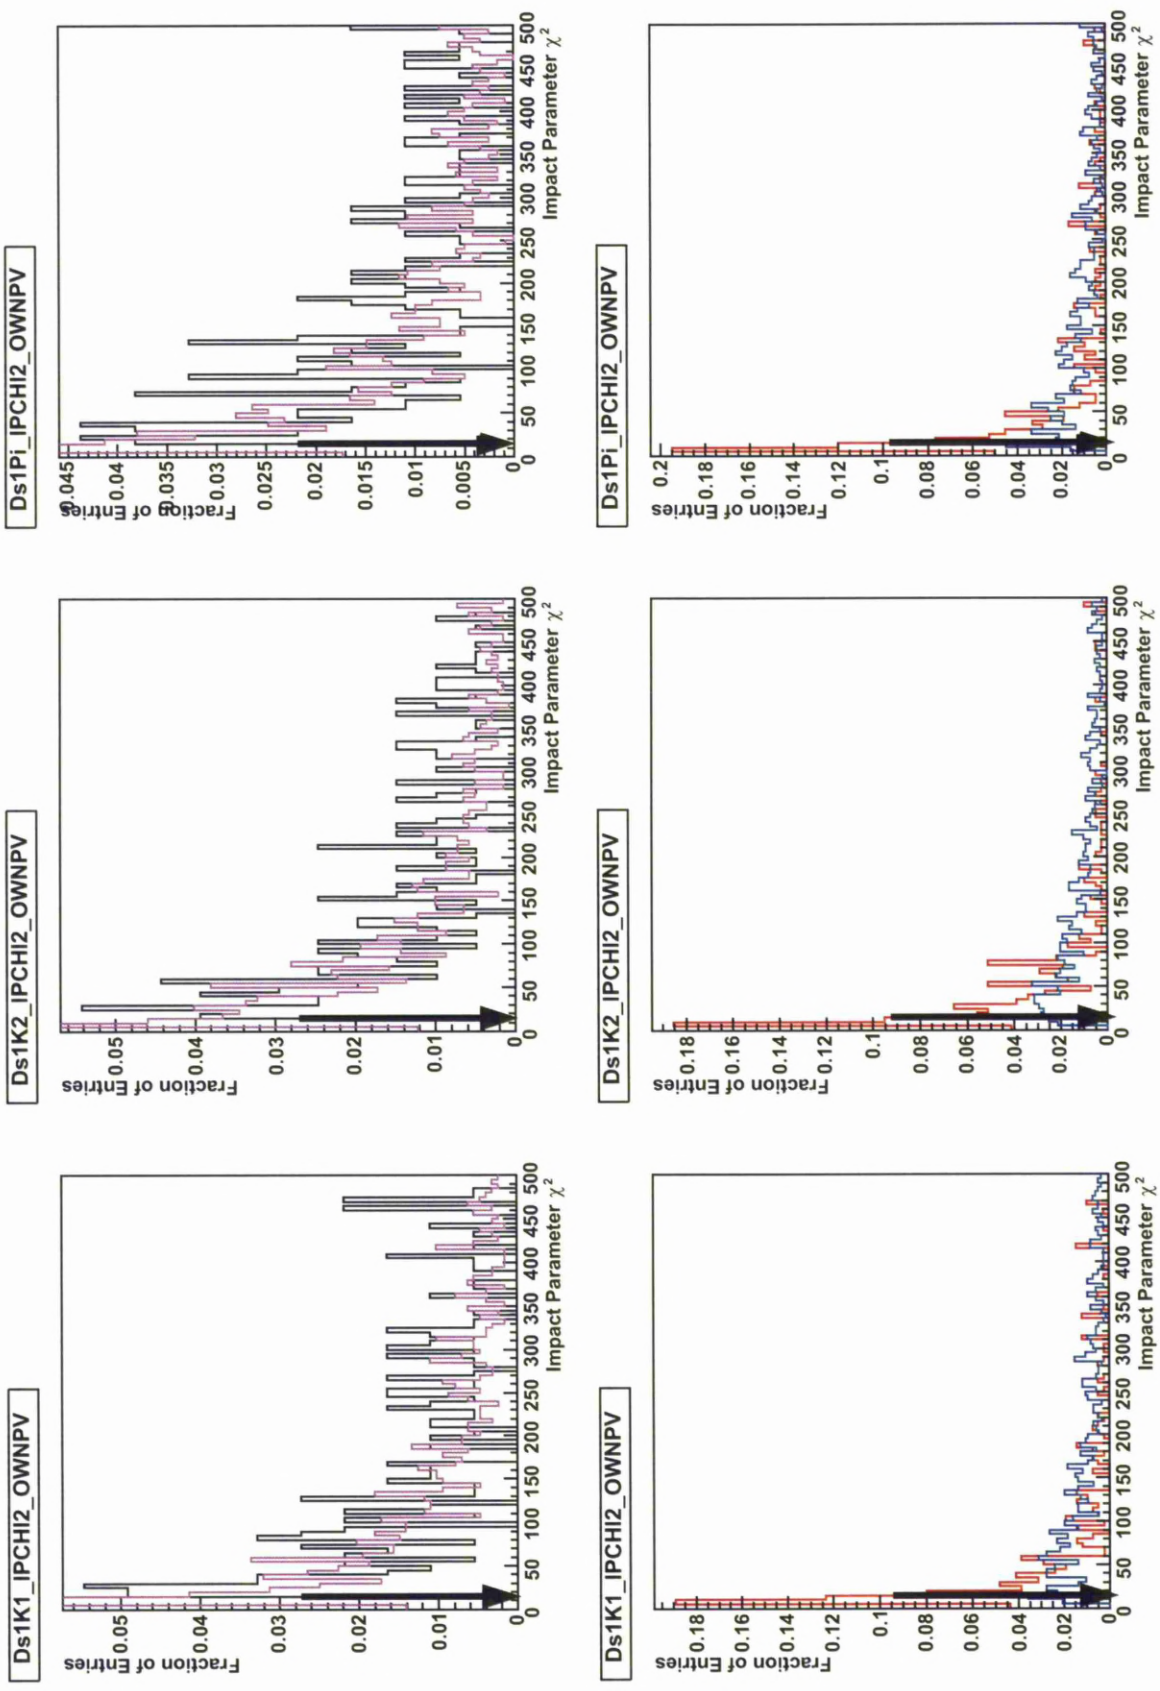 Ds1K1_IPCHI2_OWNPV
Fraction of Entries
0.05
0.04
0.03
0.02
0.01
0
0 50 100 150 200 250 300 350 400 450 500
Impact Parameter χ²
Ds1K2_IPCHI2_OWNPV
Fraction of Entries
0.05
0.04
0.03
0.02
0.01
0
0 50 100 150 200 250 300 350 400 450 500
Impact Parameter χ²
Ds1Pi_IPCHI2_OWNPV
Fraction of Entries
0.045
0.04
0.035
0.03
0.025
0.02
0.015
0.01
0.005
0
0 50 100 150 200 250 300 350 400 450 500
Impact Parameter χ²
Ds1K1_IPCHI2_OWNPV
Fraction of Entries
0.18
0.16
0.14
0.12
0.1
0.08
0.06
0.04
0.02
0
0 50 100 150 200 250 300 350 400 450 500
Impact Parameter χ²
Ds1K2_IPCHI2_OWNPV
Fraction of Entries
0.18
0.16
0.14
0.12
0.1
0.08
0.06
0.04
0.02
0
0 50 100 150 200 250 300 350 400 450 500
Impact Parameter χ²
Ds1Pi_IPCHI2_OWNPV
Fraction of Entries
0.2
0.18
0.16
0.14
0.12
0.1
0.08
0.06
0.04
0.02
0
0 50 100 150 200 250 300 350 400 450 500
Impact Parameter χ²